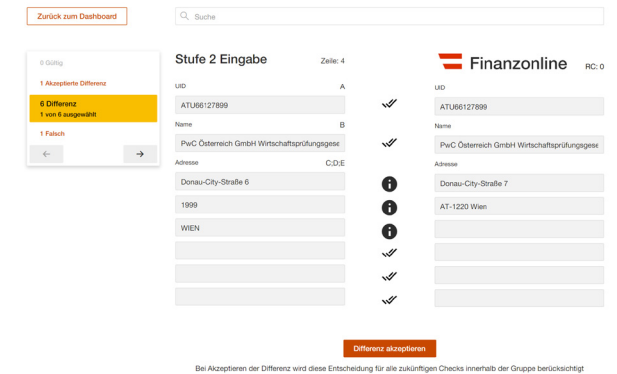 Zurück zum Dashboard
Suche
0 Gültig
1 Akzeptierte Differenz
6 Differenz
1 von 6 ausgewählt
1 Falsch
Stufe 2 Eingabe
Zeile: 4
UID
A
ATU66127899
Name
B
PwC Österreich GmbH Wirtschaftsprüfungsgese
Adresse
C;D;E
Donau-City-Straße 6
1999
WIEN
Finanzonline
RC: 0
UID
ATU66127899
Name
PwC Österreich GmbH Wirtschaftsprüfungsgese
Adresse
Donau-City-Straße 7
AT-1220 Wien
Differenz akzeptieren
Bei Akzeptieren der Differenz wird diese Entscheidung für alle zukünftigen Checks innerhalb der Gruppe berücksichtigt